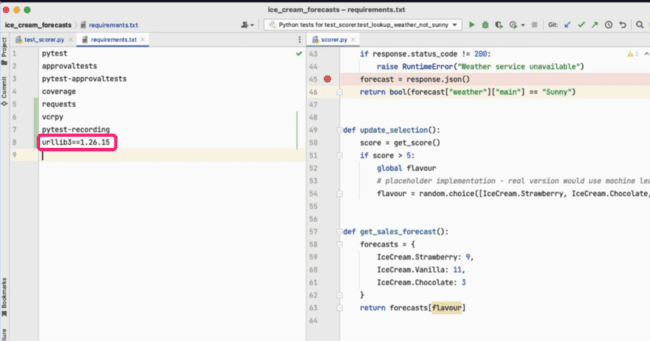 ice_cream_forecasts – requirements.txt
ice_cream_forecasts
requirements.txt
Python tests for test_scorer.test_lookup_weather_not_sunny
Git:
test_scorer.py
requirements.txt
scorer.py
Project
Commit
Bookmarks
1 pytest
2 approvaltests
3 pytest-approvaltests
4 coverage
5 requests
6 vcrpy
7 pytest-recording
8 urllib3==1.26.15
9
43 if response.status_code != 200:
44 raise RuntimeError("Weather service unavailable")
45 forecast = response.json()
46 return bool(forecast["weather"]["main"] == "Sunny")
47
48
49 def update_selection():
50 score = get_score()
51 if score > 5:
52 global flavour
53 # placeholder implementation - real version would use machine lea
54 flavour = random.choice([IceCream.Strawberry, IceCream.Chocolate,
55
56
57 def get_sales_forecast():
58 forecasts = {
59 IceCream.Strawberry: 9,
60 IceCream.Vanilla: 11,
61 IceCream.Chocolate: 3
62 }
63 return forecasts[flavour]
64